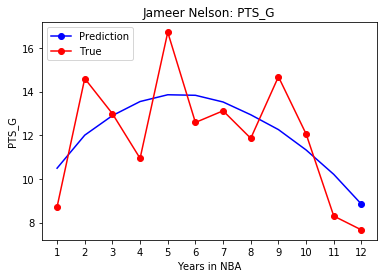 Jameer Nelson: PTS_G
Prediction
True
PTS_G
16
14
12
10
8
1 2 3 4 5 6 7 8 9 10 11 12
Years in NBA